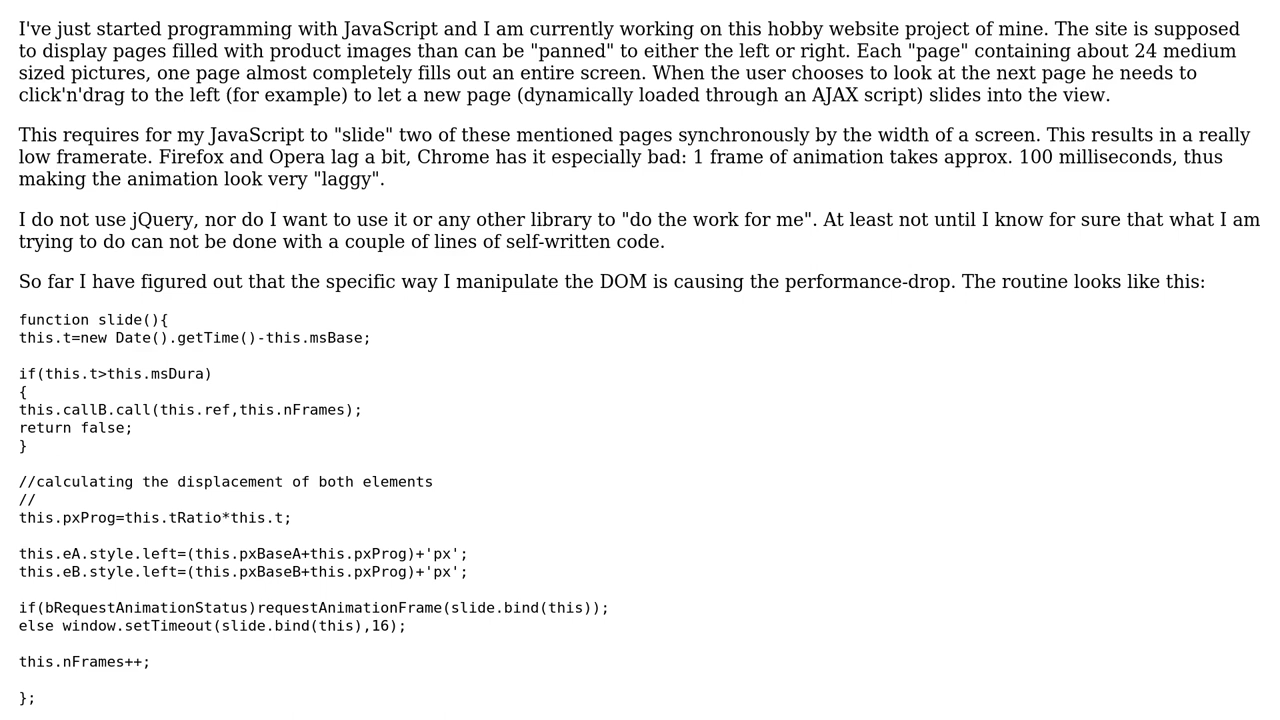 I've just started programming with JavaScript and I am currently working on this hobby website project of mine. The site is supposed
to display pages filled with product images than can be "panned" to either the left or right. Each "page" containing about 24 medium
sized pictures, one page almost completely fills out an entire screen. When the user chooses to look at the next page he needs to
click'n'drag to the left (for example) to let a new page (dynamically loaded through an AJAX script) slides into the view.
This requires for my JavaScript to "slide" two of these mentioned pages synchronously by the width of a screen. This results in a really
low framerate. Firefox and Opera lag a bit, Chrome has it especially bad: 1 frame of animation takes approx. 100 milliseconds, thus
making the animation look very "laggy".
I do not use jQuery, nor do I want to use it or any other library to "do the work for me". At least not until I know for sure that what I am
trying to do can not be done with a couple of lines of self-written code.
So far I have figured out that the specific way I manipulate the DOM is causing the performance-drop. The routine looks like this:
function slide(){
this.t=new Date().getTime()-this.msBase;
if(this.t>this.msDura)
{
this.callB.call(this.ref,this.nFrames);
return false;
}
//calculating the displacement of both elements
//
this.pxProg=this.tRatio*this.t;
this.eA.style.left=(this.pxBaseA+this.pxProg)+'px';
this.eB.style.left=(this.pxBaseB+this.pxProg)+'px';
if(bRequestAnimationStatus)requestAnimationFrame(slide.bind(this));
else window.setTimeout(slide.bind(this),16);
this.nFrames++;
};